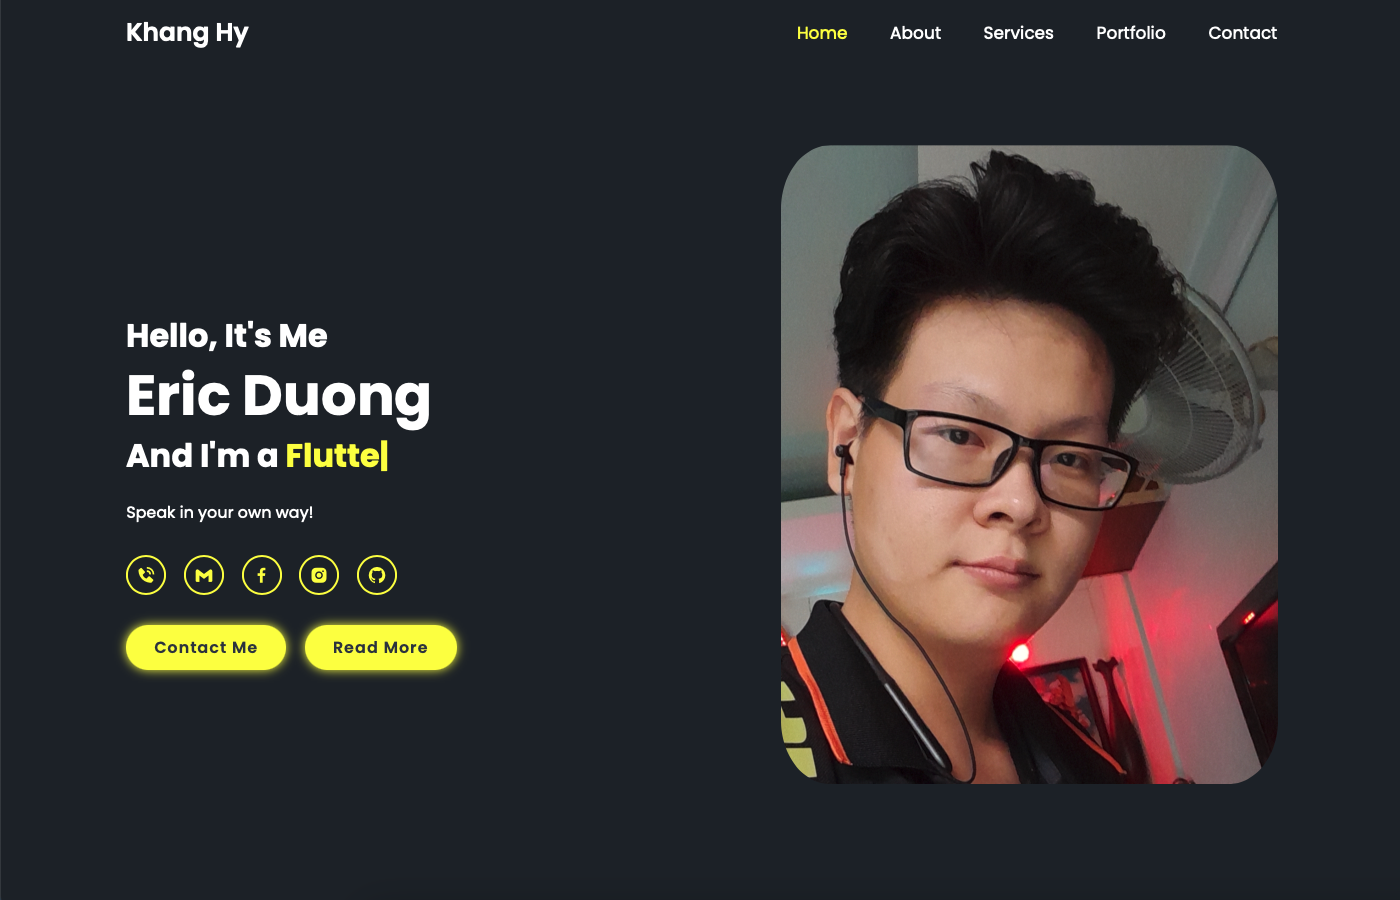 Khang Hy
Home About Services Portfolio Contact
Hello, It's Me
Eric Duong
And I'm a Flutte|
Speak in your own way!
Contact Me Read More